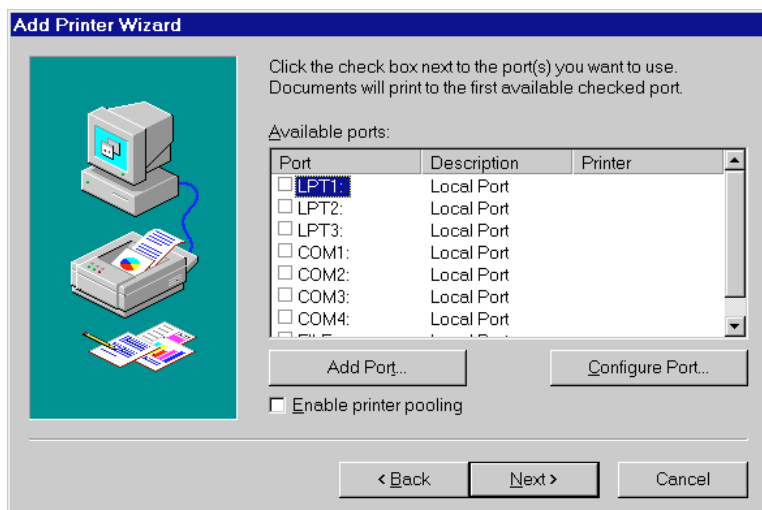 Add Printer Wizard
Click the check box next to the port(s) you want to use.
Documents will print to the first available checked port.
Available ports:
Port Description Printer
LPT1: Local Port
LPT2: Local Port
LPT3: Local Port
COM1: Local Port
COM2: Local Port
COM3: Local Port
COM4: Local Port
Add Port... Configure Port...
Enable printer pooling
< Back Next > Cancel